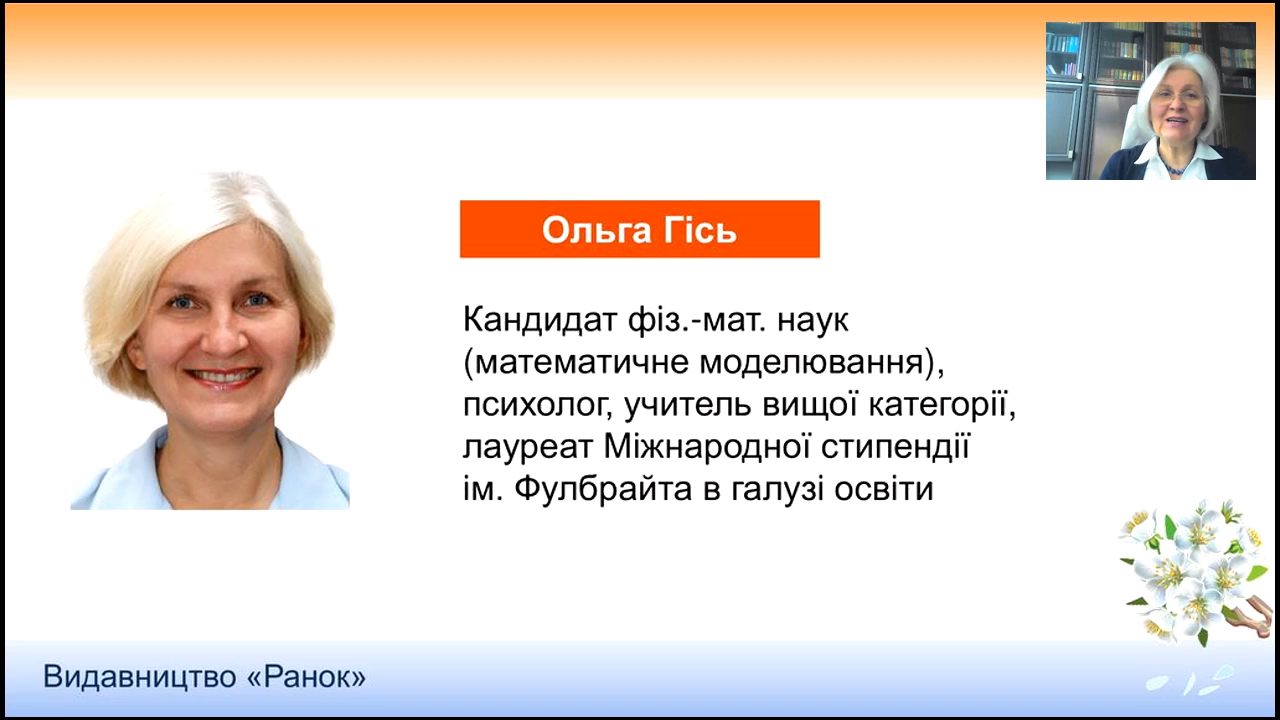 Ольга Гісь
Кандидат фіз.-мат. наук
(математичне моделювання),
психолог, учитель вищої категорії,
лауреат Міжнародної стипендії
ім. Фулбрайта в галузі освіти
Видавництво «Ранок»